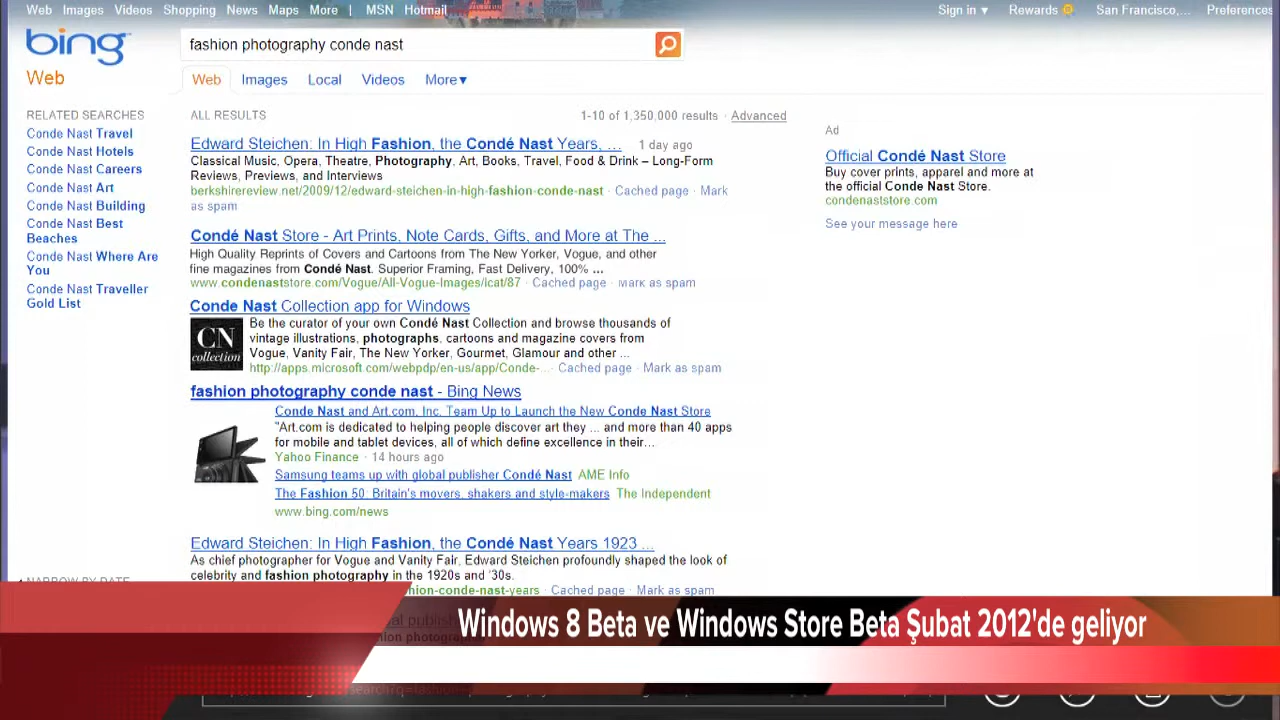 Web Images Videos Shopping News Maps More | MSN Hotmail Sign in ▾ Rewards San Francisco,... Preferences
bing
fashion photography conde nast
Web
Web Images Local Videos More▾
RELATED SEARCHES
Conde Nast Travel
Conde Nast Hotels
Conde Nast Careers
Conde Nast Art
Conde Nast Building
Conde Nast Best
Beaches
Conde Nast Where Are
You
Conde Nast Traveller
Gold List
NARROW BY DATE
ALL RESULTS 1-10 of 1,350,000 results · Advanced
Edward Steichen: In High Fashion, the Condé Nast Years, ... 1 day ago
Classical Music, Opera, Theatre, Photography, Art, Books, Travel, Food & Drink – Long-Form
Reviews, Previews, and Interviews
berkshirereview.net/2009/12/edward-steichen-in-high-fashion-conde-nast · Cached page · Mark
as spam
Condé Nast Store - Art Prints, Note Cards, Gifts, and More at The ...
High Quality Reprints of Covers and Cartoons from The New Yorker, Vogue, and other
fine magazines from Condé Nast. Superior Framing, Fast Delivery, 100% ...
www.condenaststore.com/Vogue/All-Vogue-Images/icat/87 · Cached page · Mark as spam
Conde Nast Collection app for Windows
CN
collection
Be the curator of your own Condé Nast Collection and browse thousands of
vintage illustrations, photographs. cartoons and magazine covers from
Vogue, Vanity Fair, The New Yorker, Gourmet, Glamour and other ...
http://apps.microsoft.com/webpdp/en-us/app/Conde-... Cached page · Mark as spam
fashion photography conde nast - Bing News
Conde Nast and Art.com, Inc. Team Up to Launch the New Conde Nast Store
"Art.com is dedicated to helping people discover art they ... and more than 40 apps
for mobile and tablet devices, all of which define excellence in their...
Yahoo Finance · 14 hours ago
Samsung teams up with global publisher Condé Nast AME Info
The Fashion 50: Britain's movers, shakers and style-makers The Independent
www.bing.com/news
Edward Steichen: In High Fashion, the Condé Nast Years 1923 ...
As chief photographer for Vogue and Vanity Fair, Edward Steichen profoundly shaped the look of
celebrity and fashion photography in the 1920s and '30s.
hion-conde-nast-years · Cached page · Mark as spam
Ad
Official Condé Nast Store
Buy cover prints, apparel and more at
the official Condé Nast Store.
condenaststore.com
See your message here
Windows 8 Beta ve Windows Store Beta Şubat 2012'de geliyor